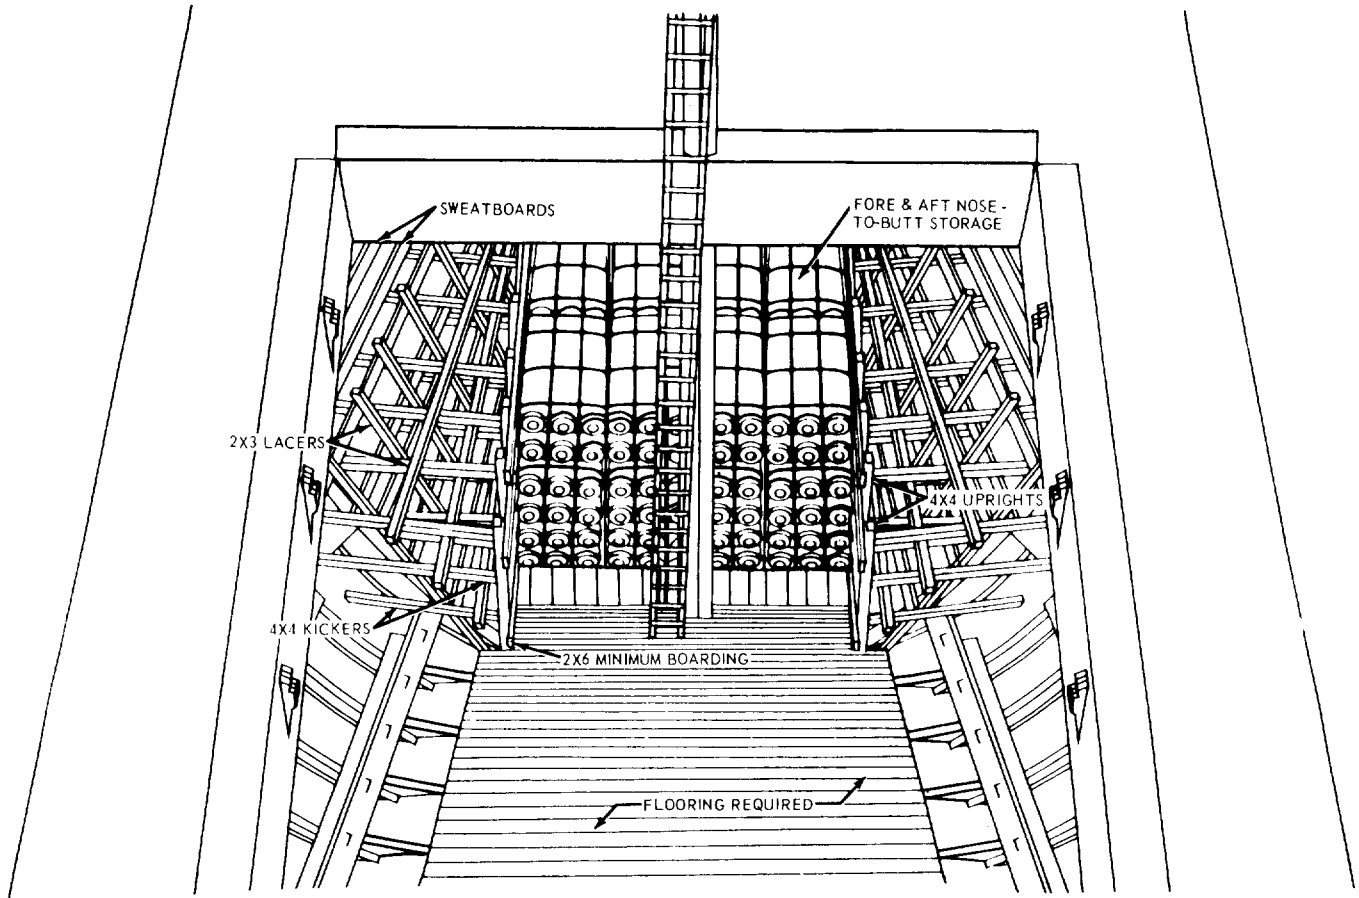 SWEATBOARDS
FORE & AFT NOSE-
TO-BUTT STORAGE
2X3 LACERS
4X4 UPRIGHTS
4X4 KICKERS
2X6 MINIMUM BOARDING
FLOORING REQUIRED